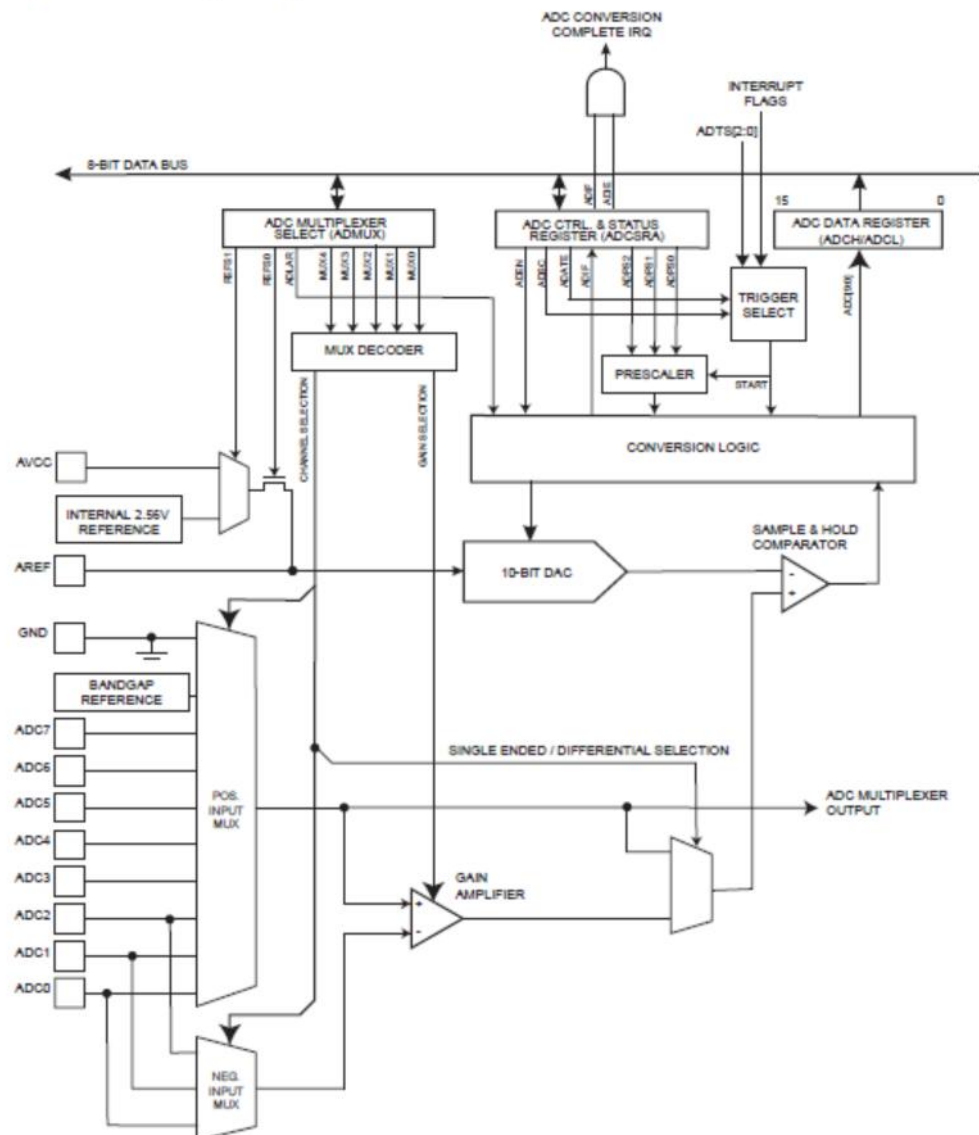 ADC CONVERSION
COMPLETE IRQ
INTERRUPT
FLAGS
ADTS[2:0]
8-BIT DATA BUS
ADIF
ADIE
15
0
ADC MULTIPLEXER
SELECT (ADMUX)
ADC CTRL. & STATUS
REGISTER (ADCSRA)
ADC DATA REGISTER
(ADCH/ADCL)
REFS1
REFS0
ADLAR
MUX4
MUX3
MUX2
MUX1
MUX0
ADEN
ADSC
ADATE
ADIF
ADPS2
ADPS1
ADPS0
ADC[9:0]
TRIGGER
SELECT
MUX DECODER
PRESCALER
START
CHANNEL SELECTION
GAIN SELECTION
CONVERSION LOGIC
AVCC
INTERNAL 2.56V
REFERENCE
SAMPLE & HOLD
COMPARATOR
AREF
10-BIT DAC
-
+
GND
BANDGAP
REFERENCE
ADC7
SINGLE ENDED / DIFFERENTIAL SELECTION
ADC6
ADC5
POS.
INPUT
MUX
ADC MULTIPLEXER
OUTPUT
ADC4
ADC3
GAIN
AMPLIFIER
ADC2
+
-
ADC1
ADC0
NEG.
INPUT
MUX